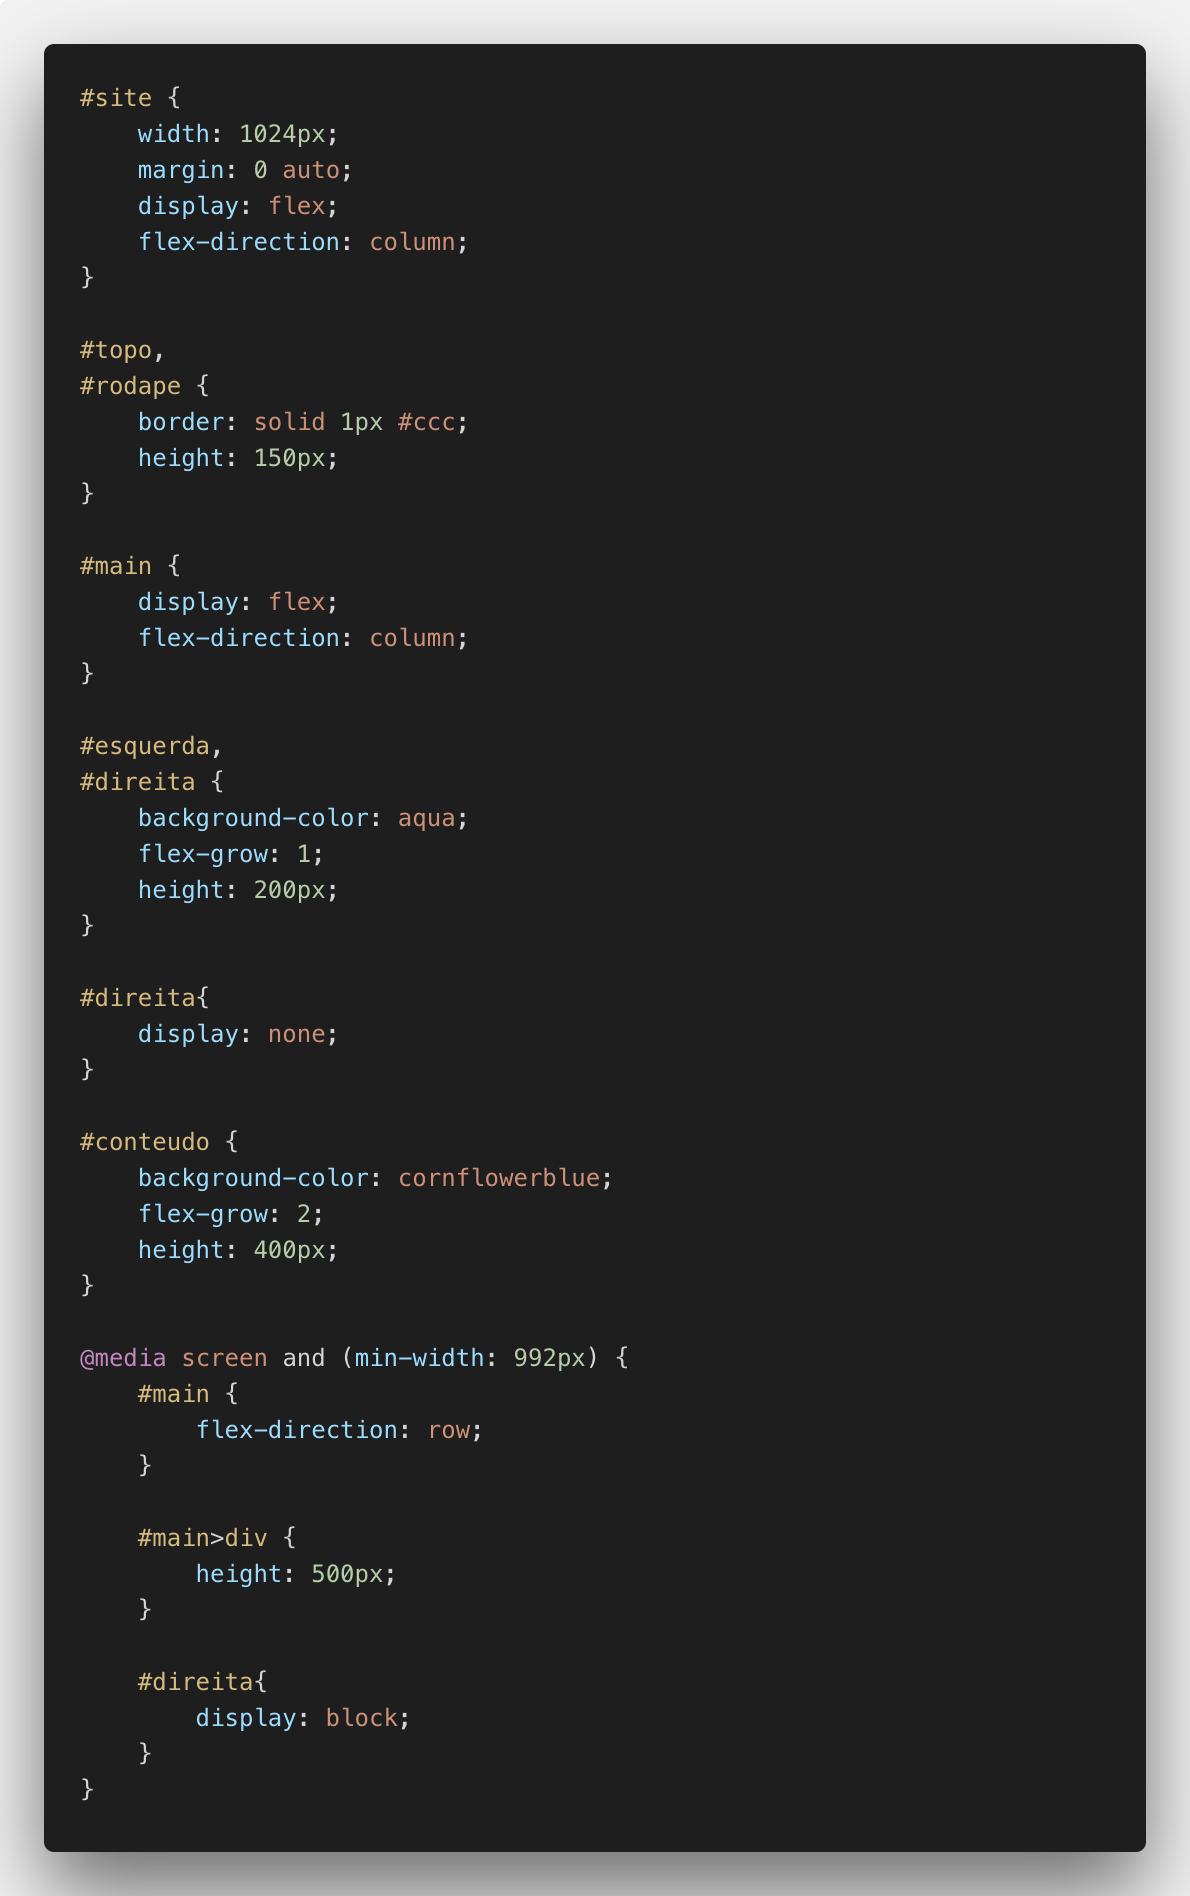 #site {
    width: 1024px;
    margin: 0 auto;
    display: flex;
    flex-direction: column;
}

#topo,
#rodape {
    border: solid 1px #ccc;
    height: 150px;
}

#main {
    display: flex;
    flex-direction: column;
}

#esquerda,
#direita {
    background-color: aqua;
    flex-grow: 1;
    height: 200px;
}

#direita{
    display: none;
}

#conteudo {
    background-color: cornflowerblue;
    flex-grow: 2;
    height: 400px;
}

@media screen and (min-width: 992px) {
    #main {
        flex-direction: row;
    }

    #main>div {
        height: 500px;
    }

    #direita{
        display: block;
    }
}